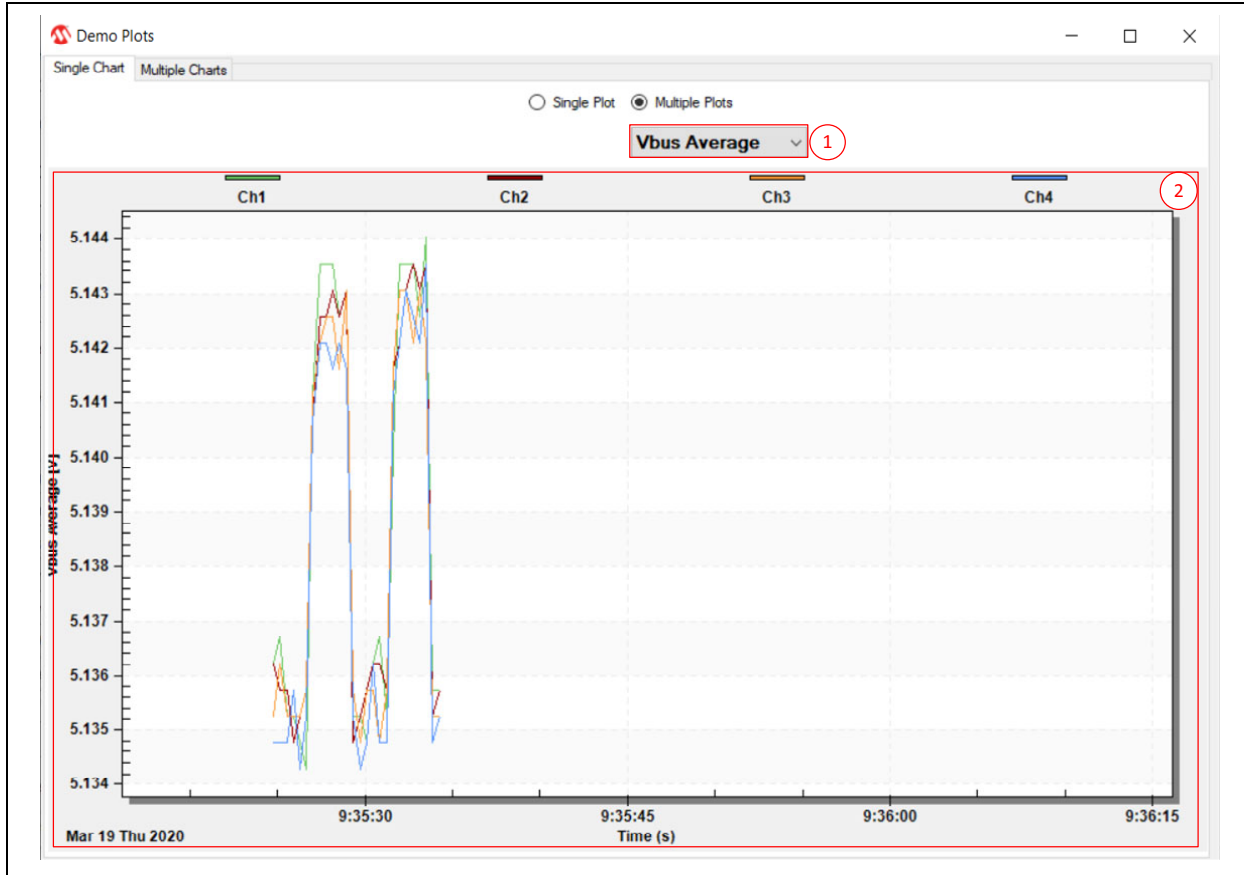 Demo Plots
Single Chart Multiple Charts
Single Plot Multiple Plots
Vbus Average 1
2
Ch1 Ch2 Ch3 Ch4
5.144
5.143
5.142
5.141
5.140
5.139
5.138
5.137
5.136
5.135
5.134
Vbus Average [V]
9:35:30 9:35:45 9:36:00 9:36:15
Mar 19 Thu 2020 Time (s)